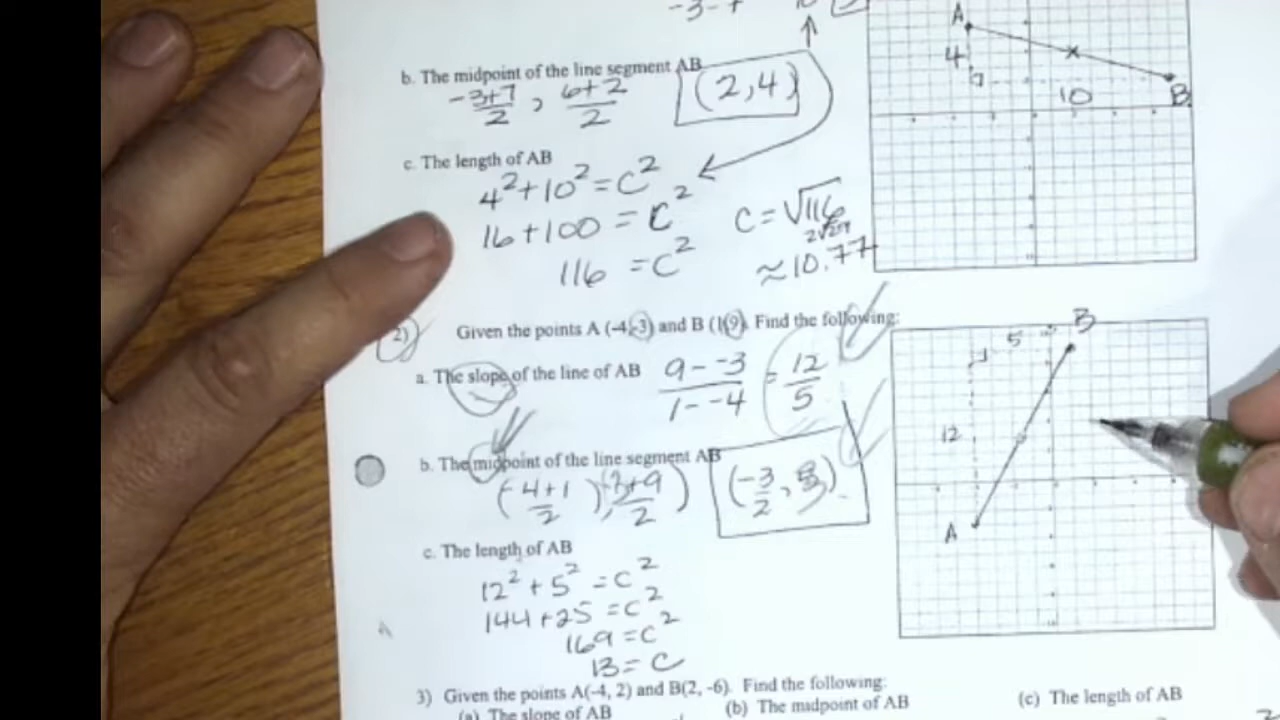 -3-7
b. The midpoint of the line segment AB
-3+7/2 , 6+2/2 (2,4)
c. The length of AB
4²+10²=C²
16+100=C²
116=C²
C=√116
2√29
≈10.77
A
4
10
B
2) Given the points A (-4,-3) and B (1,9). Find the following:
a. The slope of the line of AB 9--3/1--4 = 12/5
b. The midpoint of the line segment AB
(-4+1/2), -3+9/2) (-3/2, 3)
c. The length of AB
12²+5²=C²
144+25=C²
169=C²
13=C
5
B
12
A
3) Given the points A(-4, 2) and B(2, -6). Find the following:
(a) The slope of AB (b) The midpoint of AB (c) The length of AB